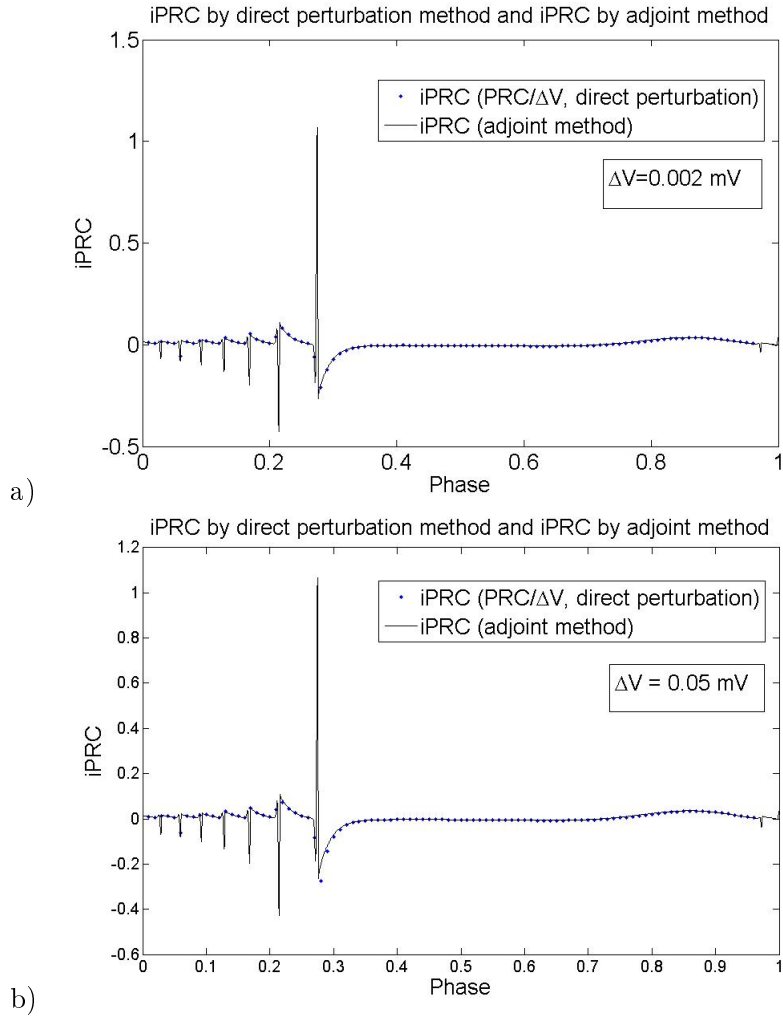 iPRC by direct perturbation method and iPRC by adjoint method
1.5
1
0.5
0
-0.5
iPRC
iPRC (PRC/ΔV, direct perturbation)
iPRC (adjoint method)
ΔV=0.002 mV
0 0.2 0.4 0.6 0.8 1
Phase
a)
iPRC by direct perturbation method and iPRC by adjoint method
1.2
1
0.8
0.6
0.4
0.2
0
-0.2
-0.4
-0.6
iPRC
iPRC (PRC/ΔV, direct perturbation)
iPRC (adjoint method)
ΔV = 0.05 mV
0 0.1 0.2 0.3 0.4 0.5 0.6 0.7 0.8 0.9 1
Phase
b)